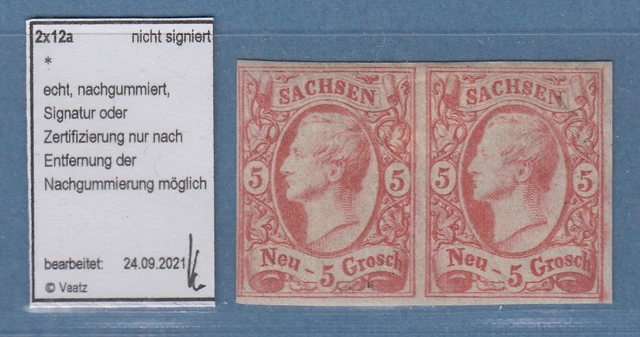 2x12a nicht signiert
*
echt, nachgummiert,
Signatur oder
Zertifizierung nur nach
Entfernung der
Nachgummierung möglich
bearbeitet: 24.09.2021
© Vaatz
SACHSEN
5 5
Neu - 5 Grosch
SACHSEN
5 5
Neu - 5 Grosch